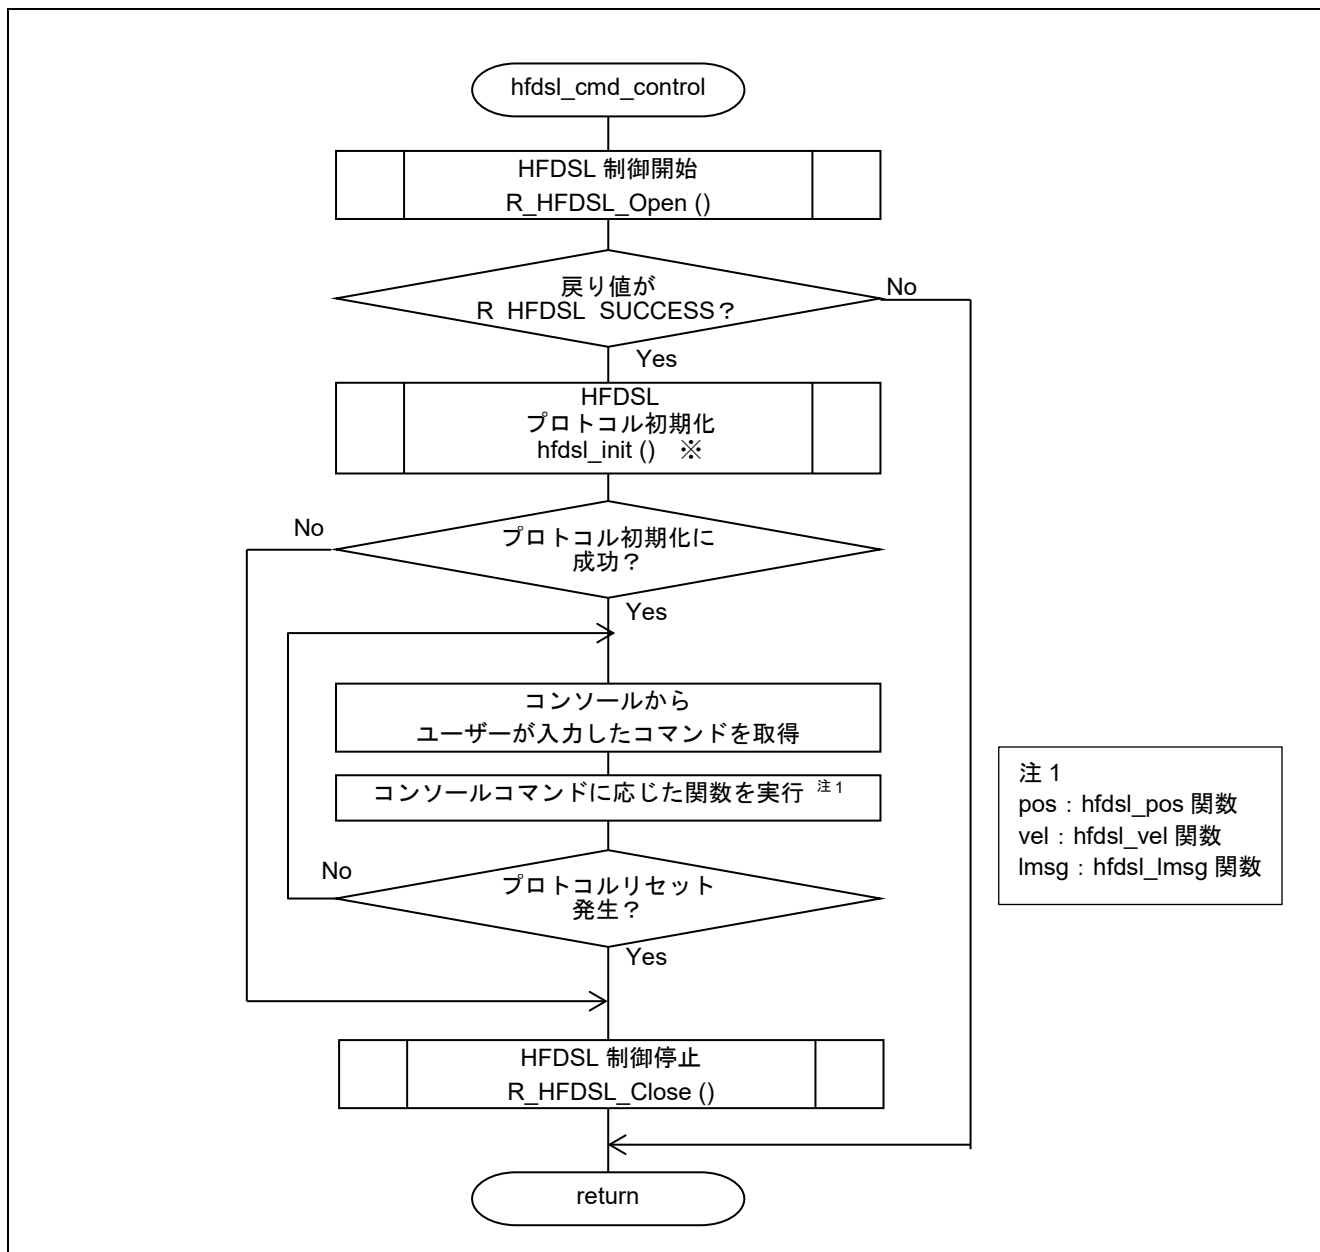 hfdsl_cmd_control
HFDSL 制御開始
R_HFDSL_Open ()
戻り値が
R HFDSL SUCCESS？
No
Yes
HFDSL
プロトコル初期化
hfdsl_init () ※
No
プロトコル初期化に
成功？
Yes
コンソールから
ユーザーが入力したコマンドを取得
コンソールコマンドに応じた関数を実行 注1
注 1
pos：hfdsl_pos 関数
vel：hfdsl_vel 関数
lmsg：hfdsl_lmsg 関数
No
プロトコルリセット
発生？
Yes
HFDSL 制御停止
R_HFDSL_Close ()
return